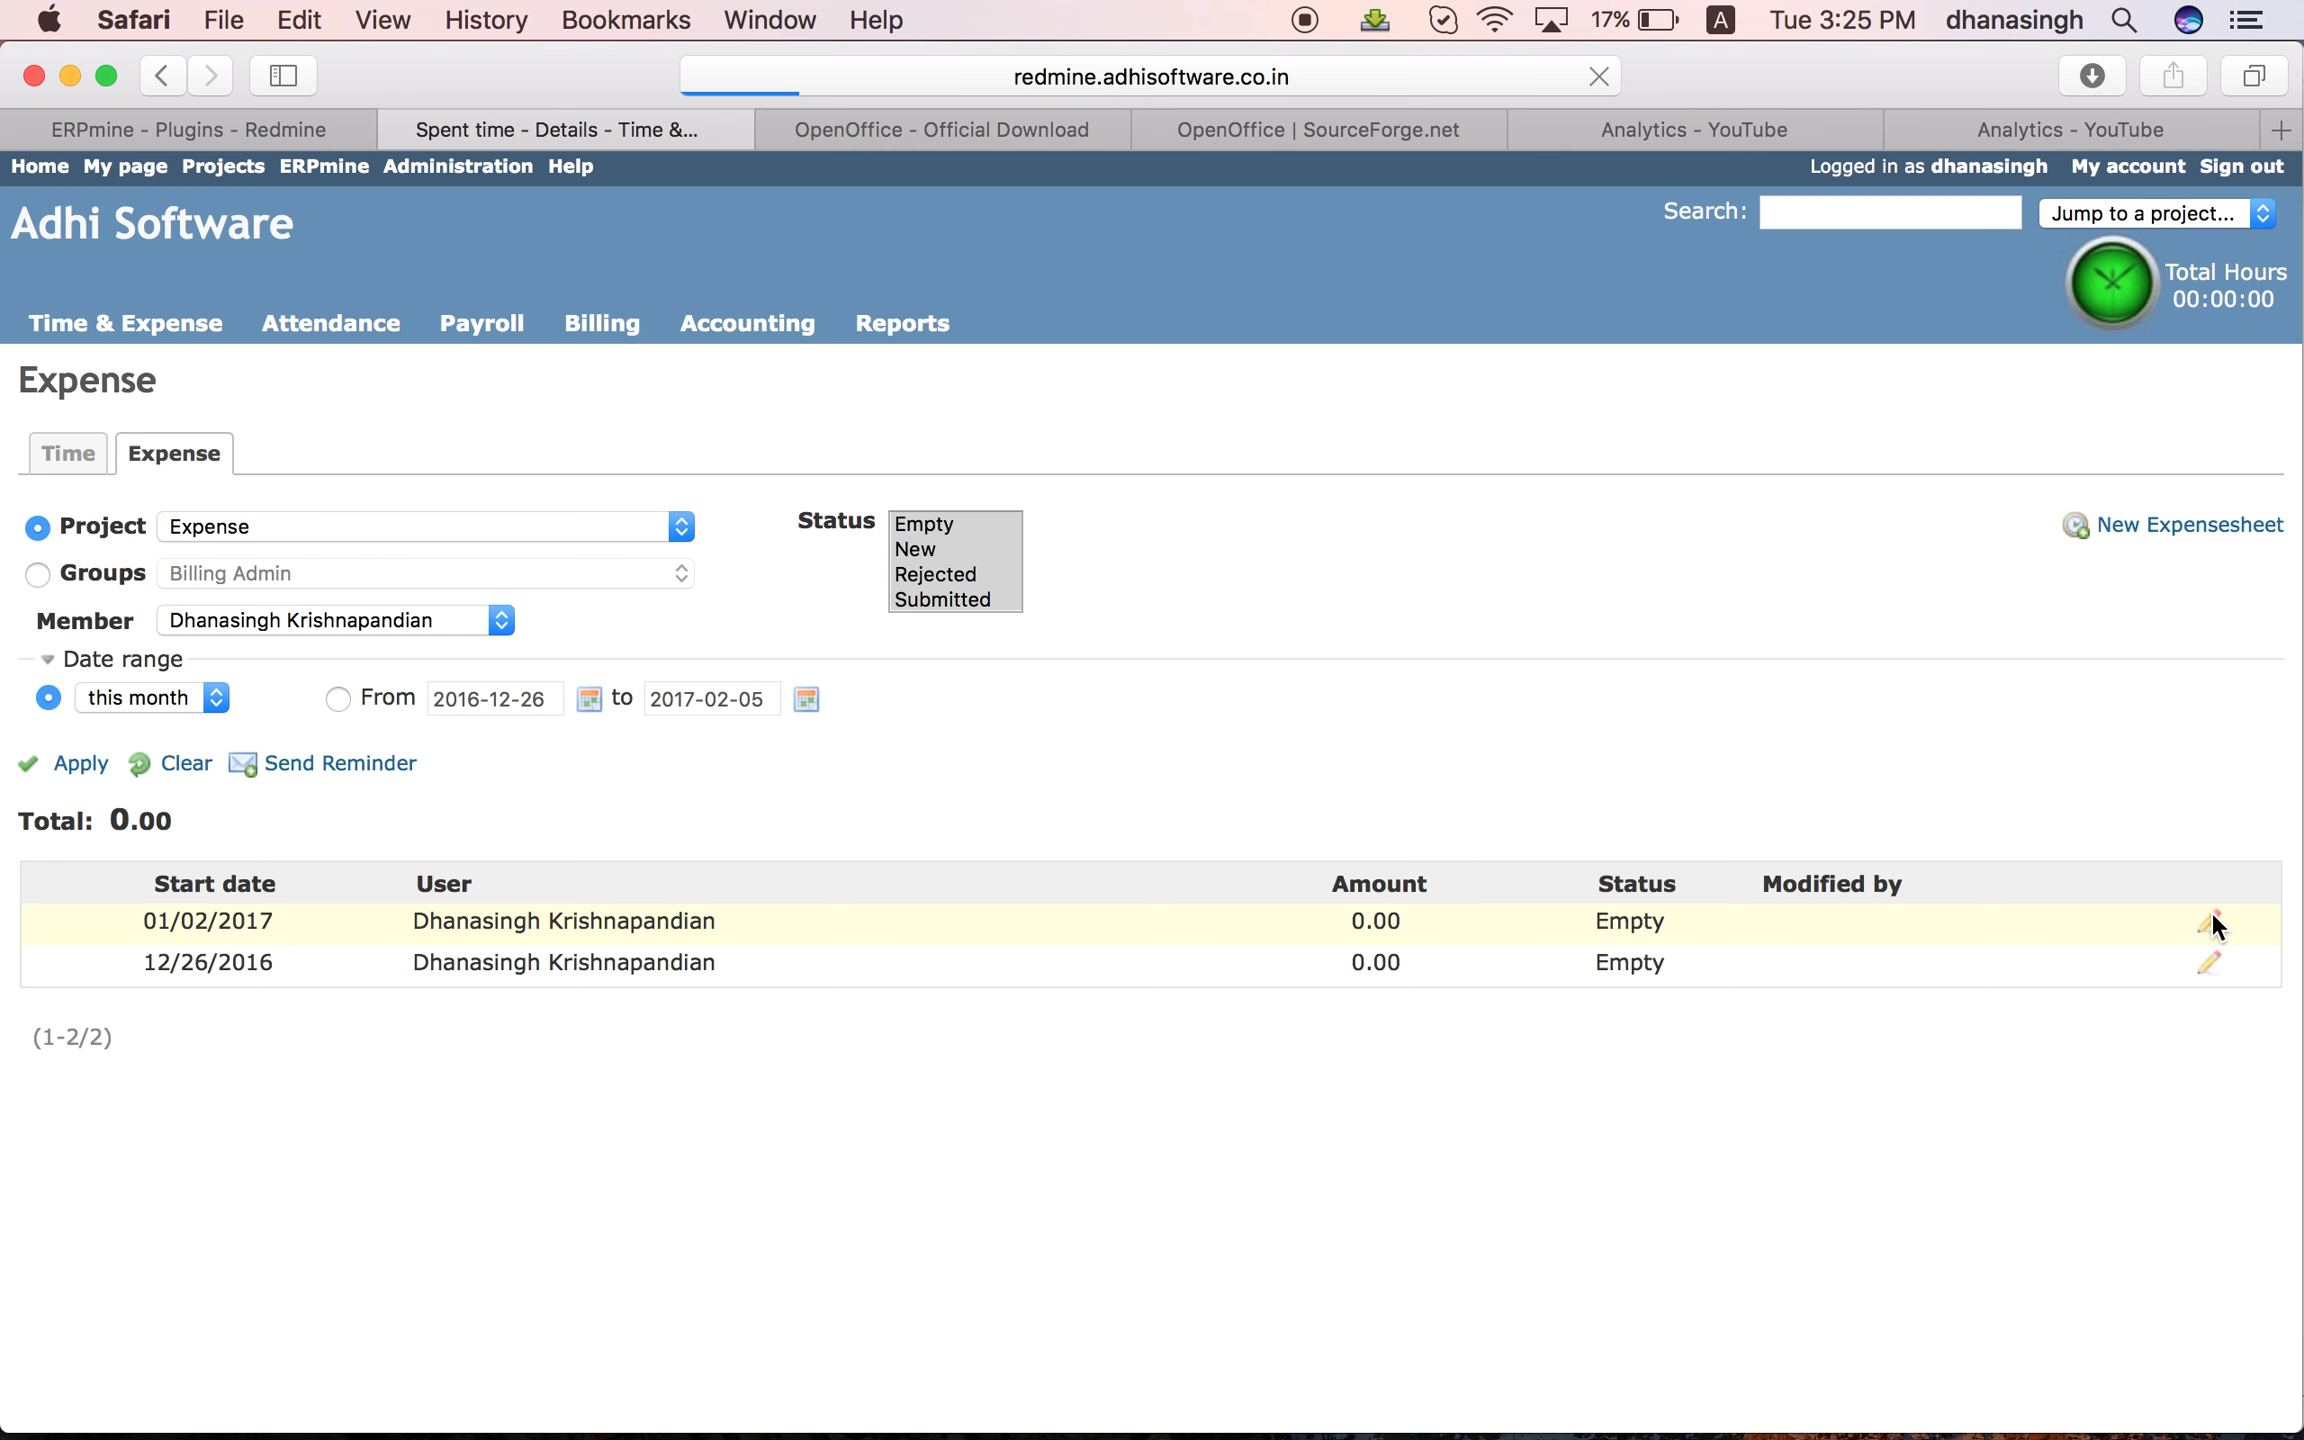 Safari File Edit View History Bookmarks Window Help 17% A Tue 3:25 PM dhanasingh
redmine.adhisoftware.co.in
ERPmine - Plugins - Redmine Spent time - Details - Time &... OpenOffice - Official Download OpenOffice | SourceForge.net Analytics - YouTube Analytics - YouTube
Home My page Projects ERPmine Administration Help Logged in as dhanasingh My account Sign out
Adhi Software Search: Jump to a project...
Total Hours
00:00:00
Time & Expense Attendance Payroll Billing Accounting Reports
Expense
Time Expense
Project Expense Status Empty New Expensesheet
New
Groups Billing Admin Rejected
Submitted
Member Dhanasingh Krishnapandian
Date range
this month From 2016-12-26 to 2017-02-05
Apply Clear Send Reminder
Total: 0.00
Start date User Amount Status Modified by
01/02/2017 Dhanasingh Krishnapandian 0.00 Empty
12/26/2016 Dhanasingh Krishnapandian 0.00 Empty
(1-2/2)